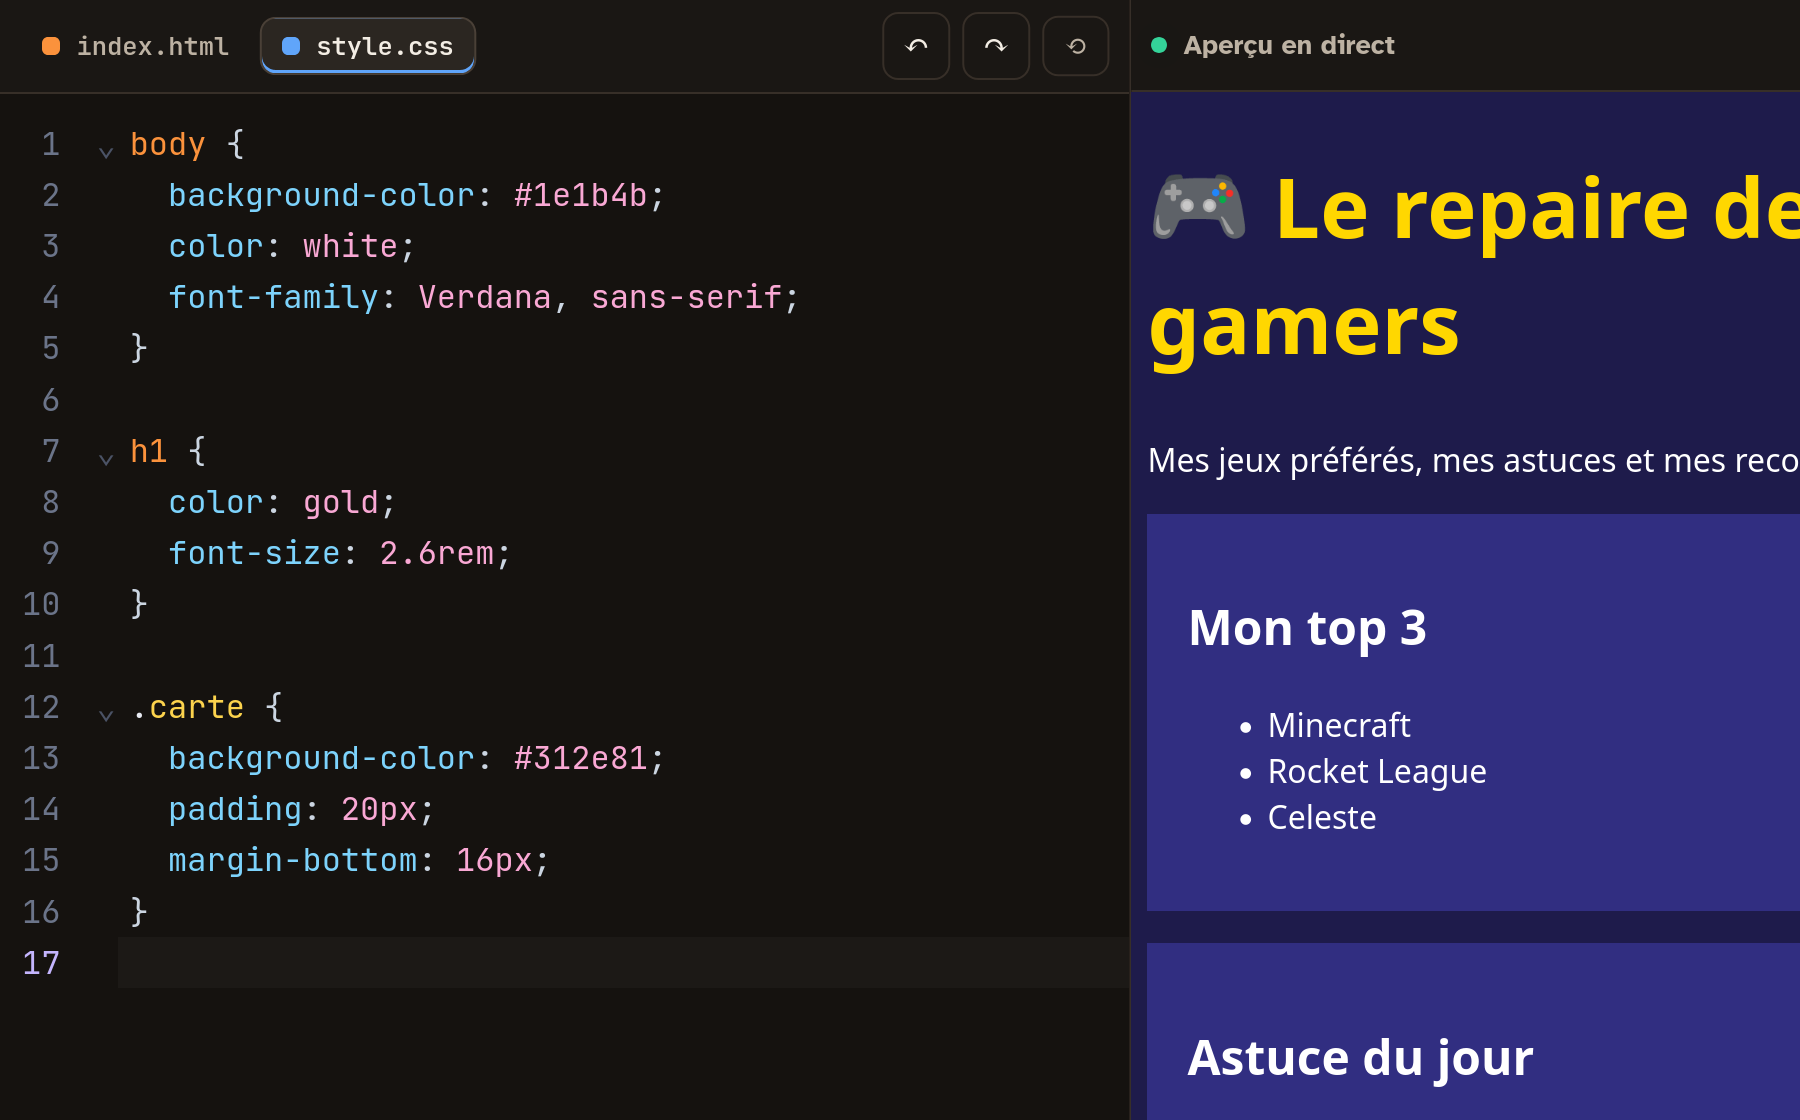 index.html
style.css
1 body {
2 background-color: #1e1b4b;
3 color: white;
4 font-family: Verdana, sans-serif;
5 }
6
7 h1 {
8 color: gold;
9 font-size: 2.6rem;
10 }
11
12 .carte {
13 background-color: #312e81;
14 padding: 20px;
15 margin-bottom: 16px;
16 }
17
Aperçu en direct
🎮 Le repaire de
gamers
Mes jeux préférés, mes astuces et mes reco
Mon top 3
• Minecraft
• Rocket League
• Celeste
Astuce du jour